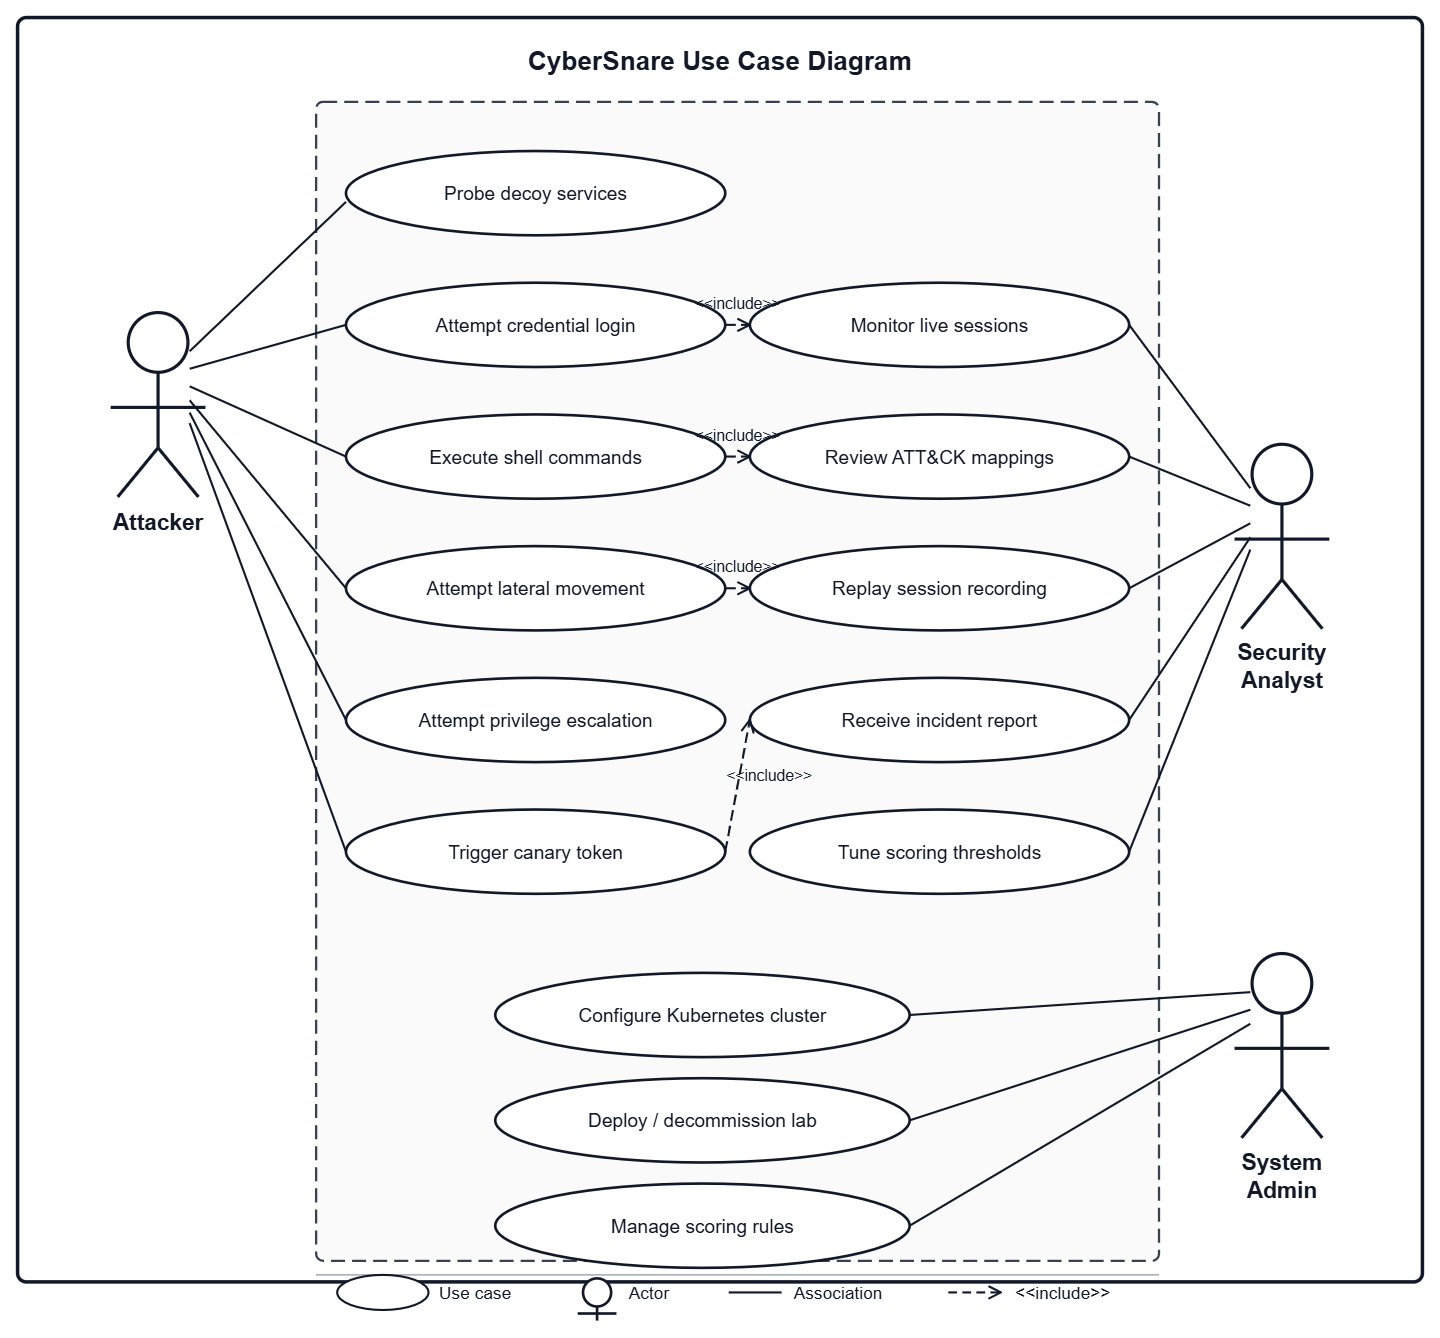 CyberSnare Use Case Diagram
Probe decoy services
Attempt credential login
<<include>>
Monitor live sessions
Execute shell commands
<<include>>
Review ATT&CK mappings
Attacker
Attempt lateral movement
<<include>>
Replay session recording
Security
Analyst
Attempt privilege escalation
Receive incident report
<<include>>
Trigger canary token
Tune scoring thresholds
Configure Kubernetes cluster
Deploy / decommission lab
System
Admin
Manage scoring rules
Use case
Actor
Association
<<include>>